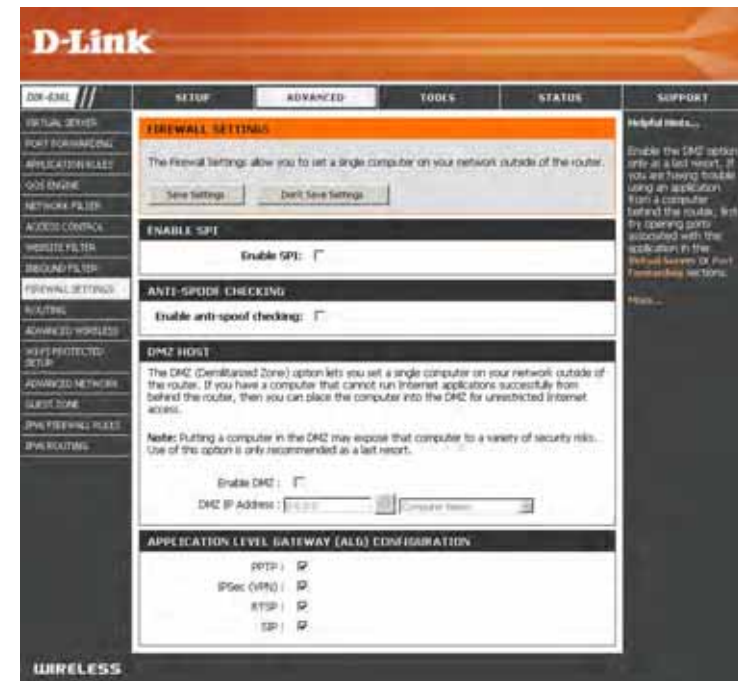 D-Link
SETUP
ADVANCED
TOOLS
STATUS
SUPPORT
VIRTUAL SERVER
PORT FORWARDING
APPLICATION RULES
QOS ENGINE
NETWORK FILTER
ACCESS CONTROL
WEBSITE FILTER
INBOUND FILTER
FIREWALL SETTINGS
ROUTING
ADVANCED WIRELESS
WI-FI PROTECTED
SETUP
ADVANCED NETWORK
GUEST ZONE
IPV6 FIREWALL RULES
IPV6 ROUTING
FIREWALL SETTINGS
The Firewall Settings allow you to set a single computer on your network outside of the router.
Save Settings
Don't Save Settings
ENABLE SPI
Enable SPI:
ANTI-SPOOF CHECKING
Enable anti-spoof checking:
DMZ HOST
The DMZ (Demilitarized Zone) option lets you set a single computer on your network outside of
the router. If you have a computer that cannot run Internet applications successfully from
behind the router, then you can place the computer into the DMZ for unrestricted Internet
access.
Note: Putting a computer in the DMZ may expose that computer to a variety of security risks.
Use of this option is only recommended as a last resort.
Enable DMZ :
DMZ IP Address : 0.0.0.0
Computer Name
APPLICATION LEVEL GATEWAY (ALG) CONFIGURATION
PPTP :
IPSec (VPN) :
RTSP :
SIP :
Helpful Hints...
Enable the DMZ option
only as a last resort. If
you are having trouble
using an application
from a computer
behind the router, first
try opening ports
associated with the
application in the
Virtual Server or Port
Forwarding sections.
More...
WIRELESS